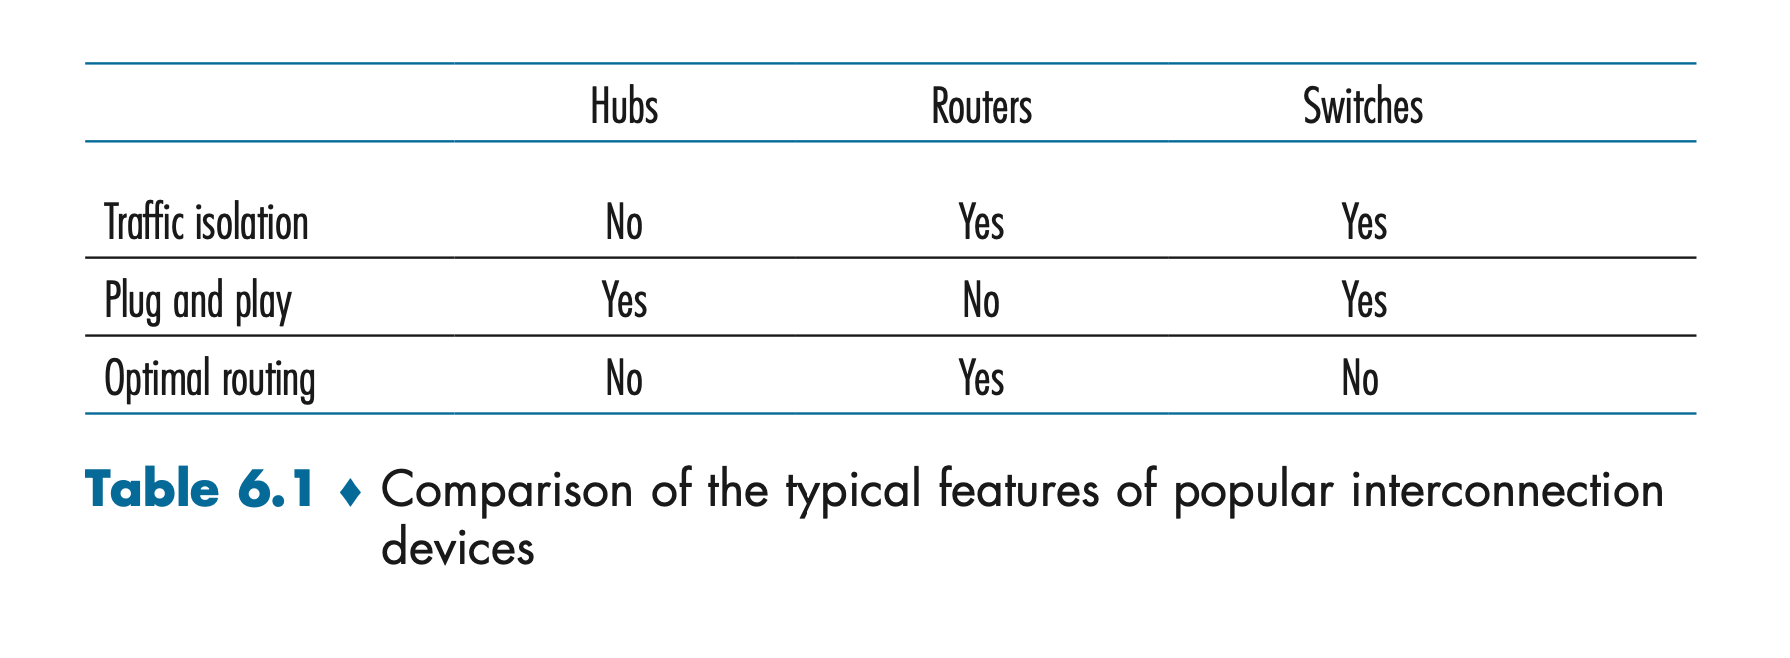 Hubs Routers Switches
Traffic isolation No Yes Yes
Plug and play Yes No Yes
Optimal routing No Yes No
Table 6.1 ♦ Comparison of the typical features of popular interconnection
devices